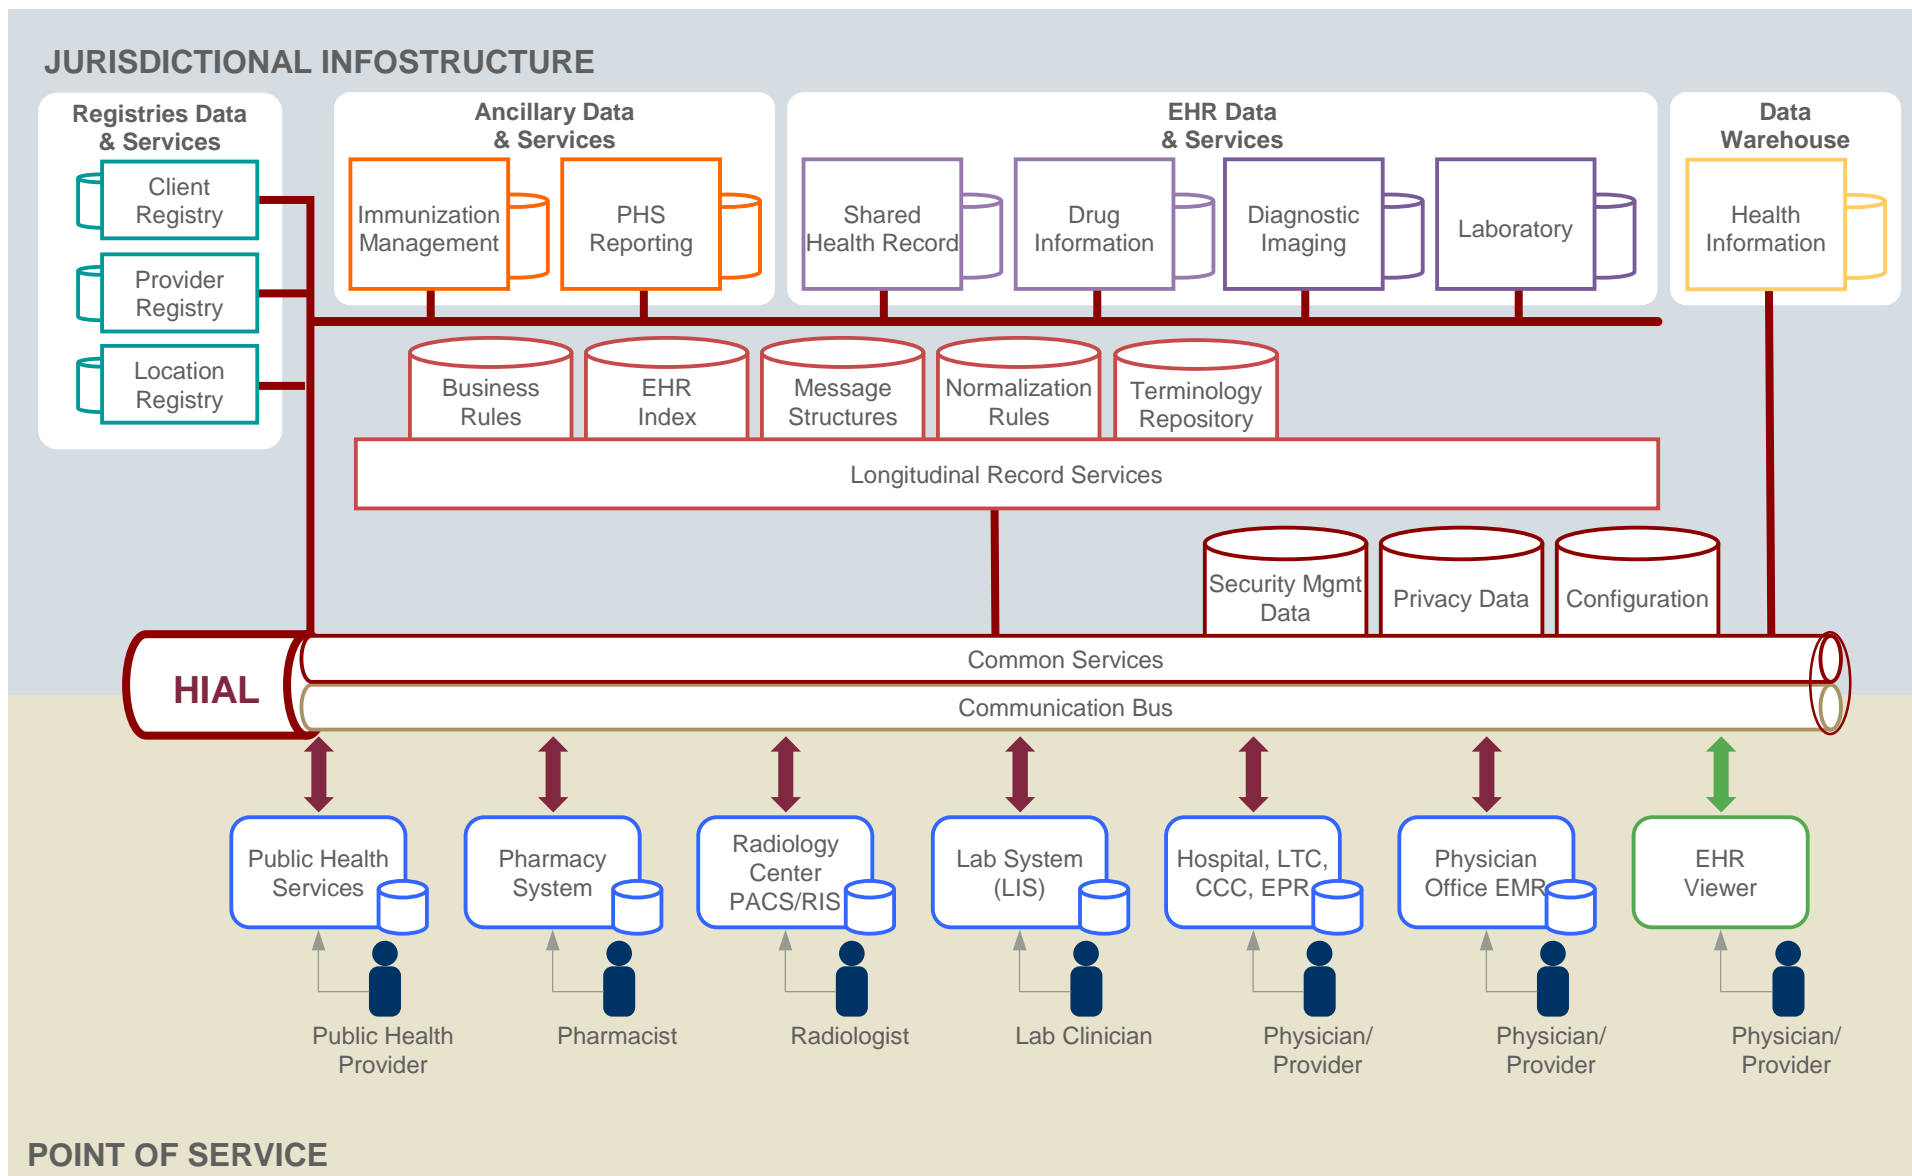 JURISDICTIONAL INFOSTRUCTURE
Registries Data
& Services
Client
Registry
Provider
Registry
Location
Registry
Ancillary Data
& Services
Immunization
Management
PHS
Reporting
EHR Data
& Services
Shared
Health Record
Drug
Information
Diagnostic
Imaging
Laboratory
Data
Warehouse
Health
Information
Business
Rules
EHR
Index
Message
Structures
Normalization
Rules
Terminology
Repository
Longitudinal Record Services
Security Mgmt
Data
Privacy Data
Configuration
HIAL
Common Services
Communication Bus
Public Health
Services
Pharmacy
System
Radiology
Center
PACS/RIS
Lab System
(LIS)
Hospital, LTC,
CCC, EPR
Physician
Office EMR
EHR
Viewer
Public Health
Provider
Pharmacist
Radiologist
Lab Clinician
Physician/
Provider
Physician/
Provider
Physician/
Provider
POINT OF SERVICE